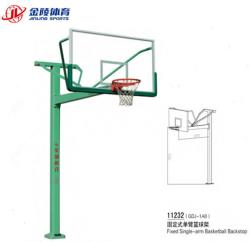 金陵体育
JINLING SPORTS
11232 (GDJ-1AB)
固定式单臂篮球架
Fixed Single-arm Basketball Backstop